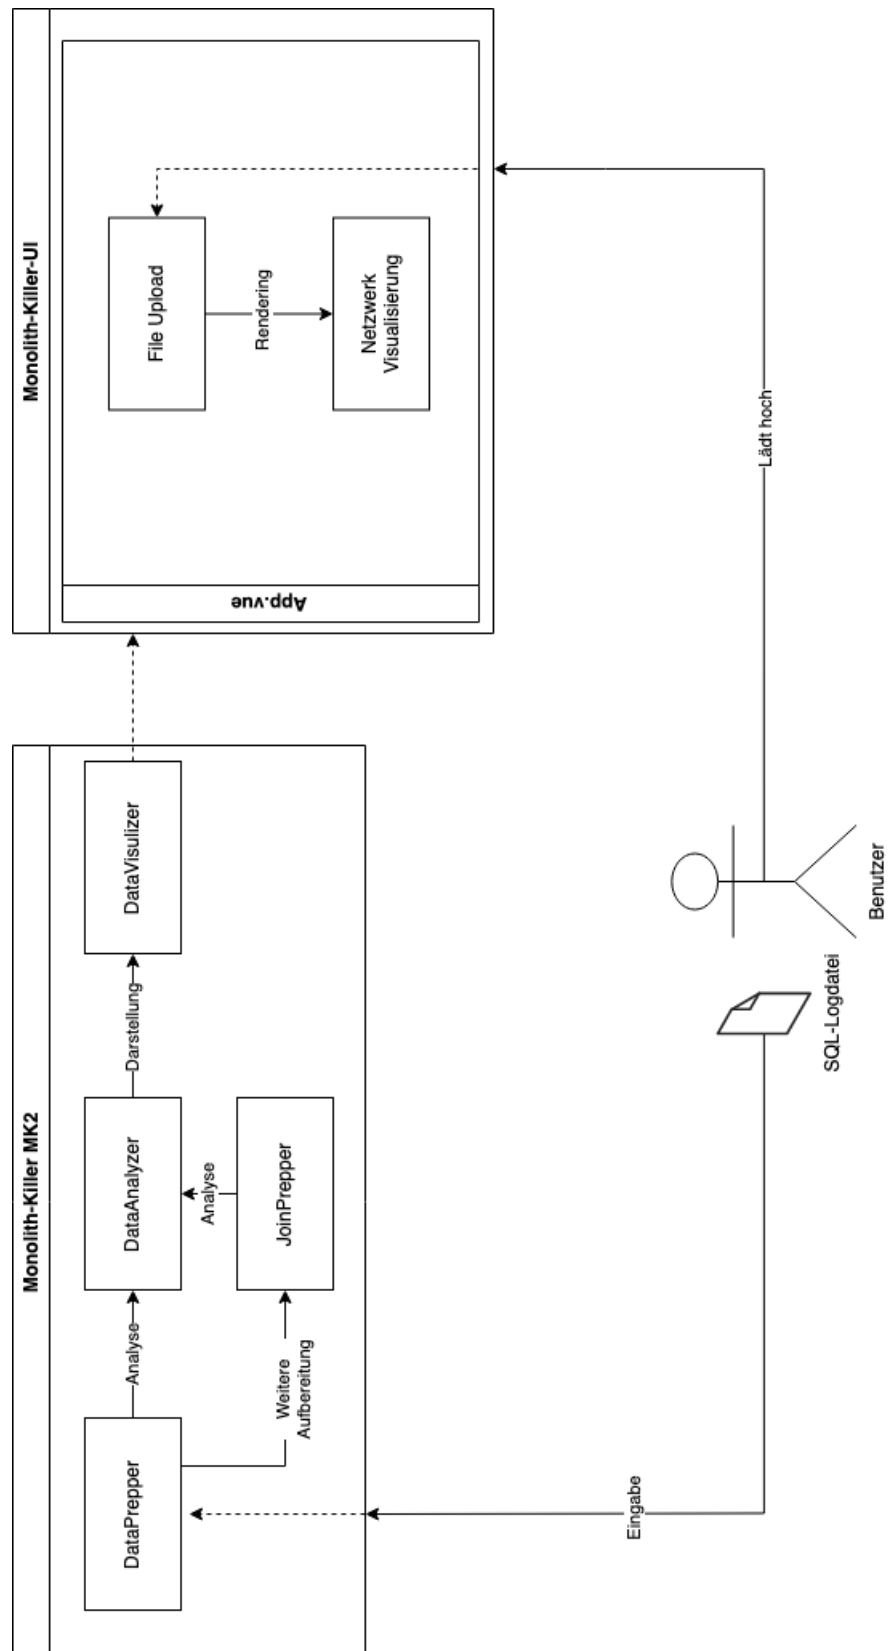 Monolith-Killer MK2
DataPrepper
Analyse
DataAnalyzer
Darstellung
DataVisulizer
Weitere
Aufbereitung
JoinPrepper
Analyse
Monolith-Killer-UI
App.vue
File Upload
Rendering
Netzwerk
Visualisierung
Eingabe
Lädt hoch
SQL-Logdatei
Benutzer